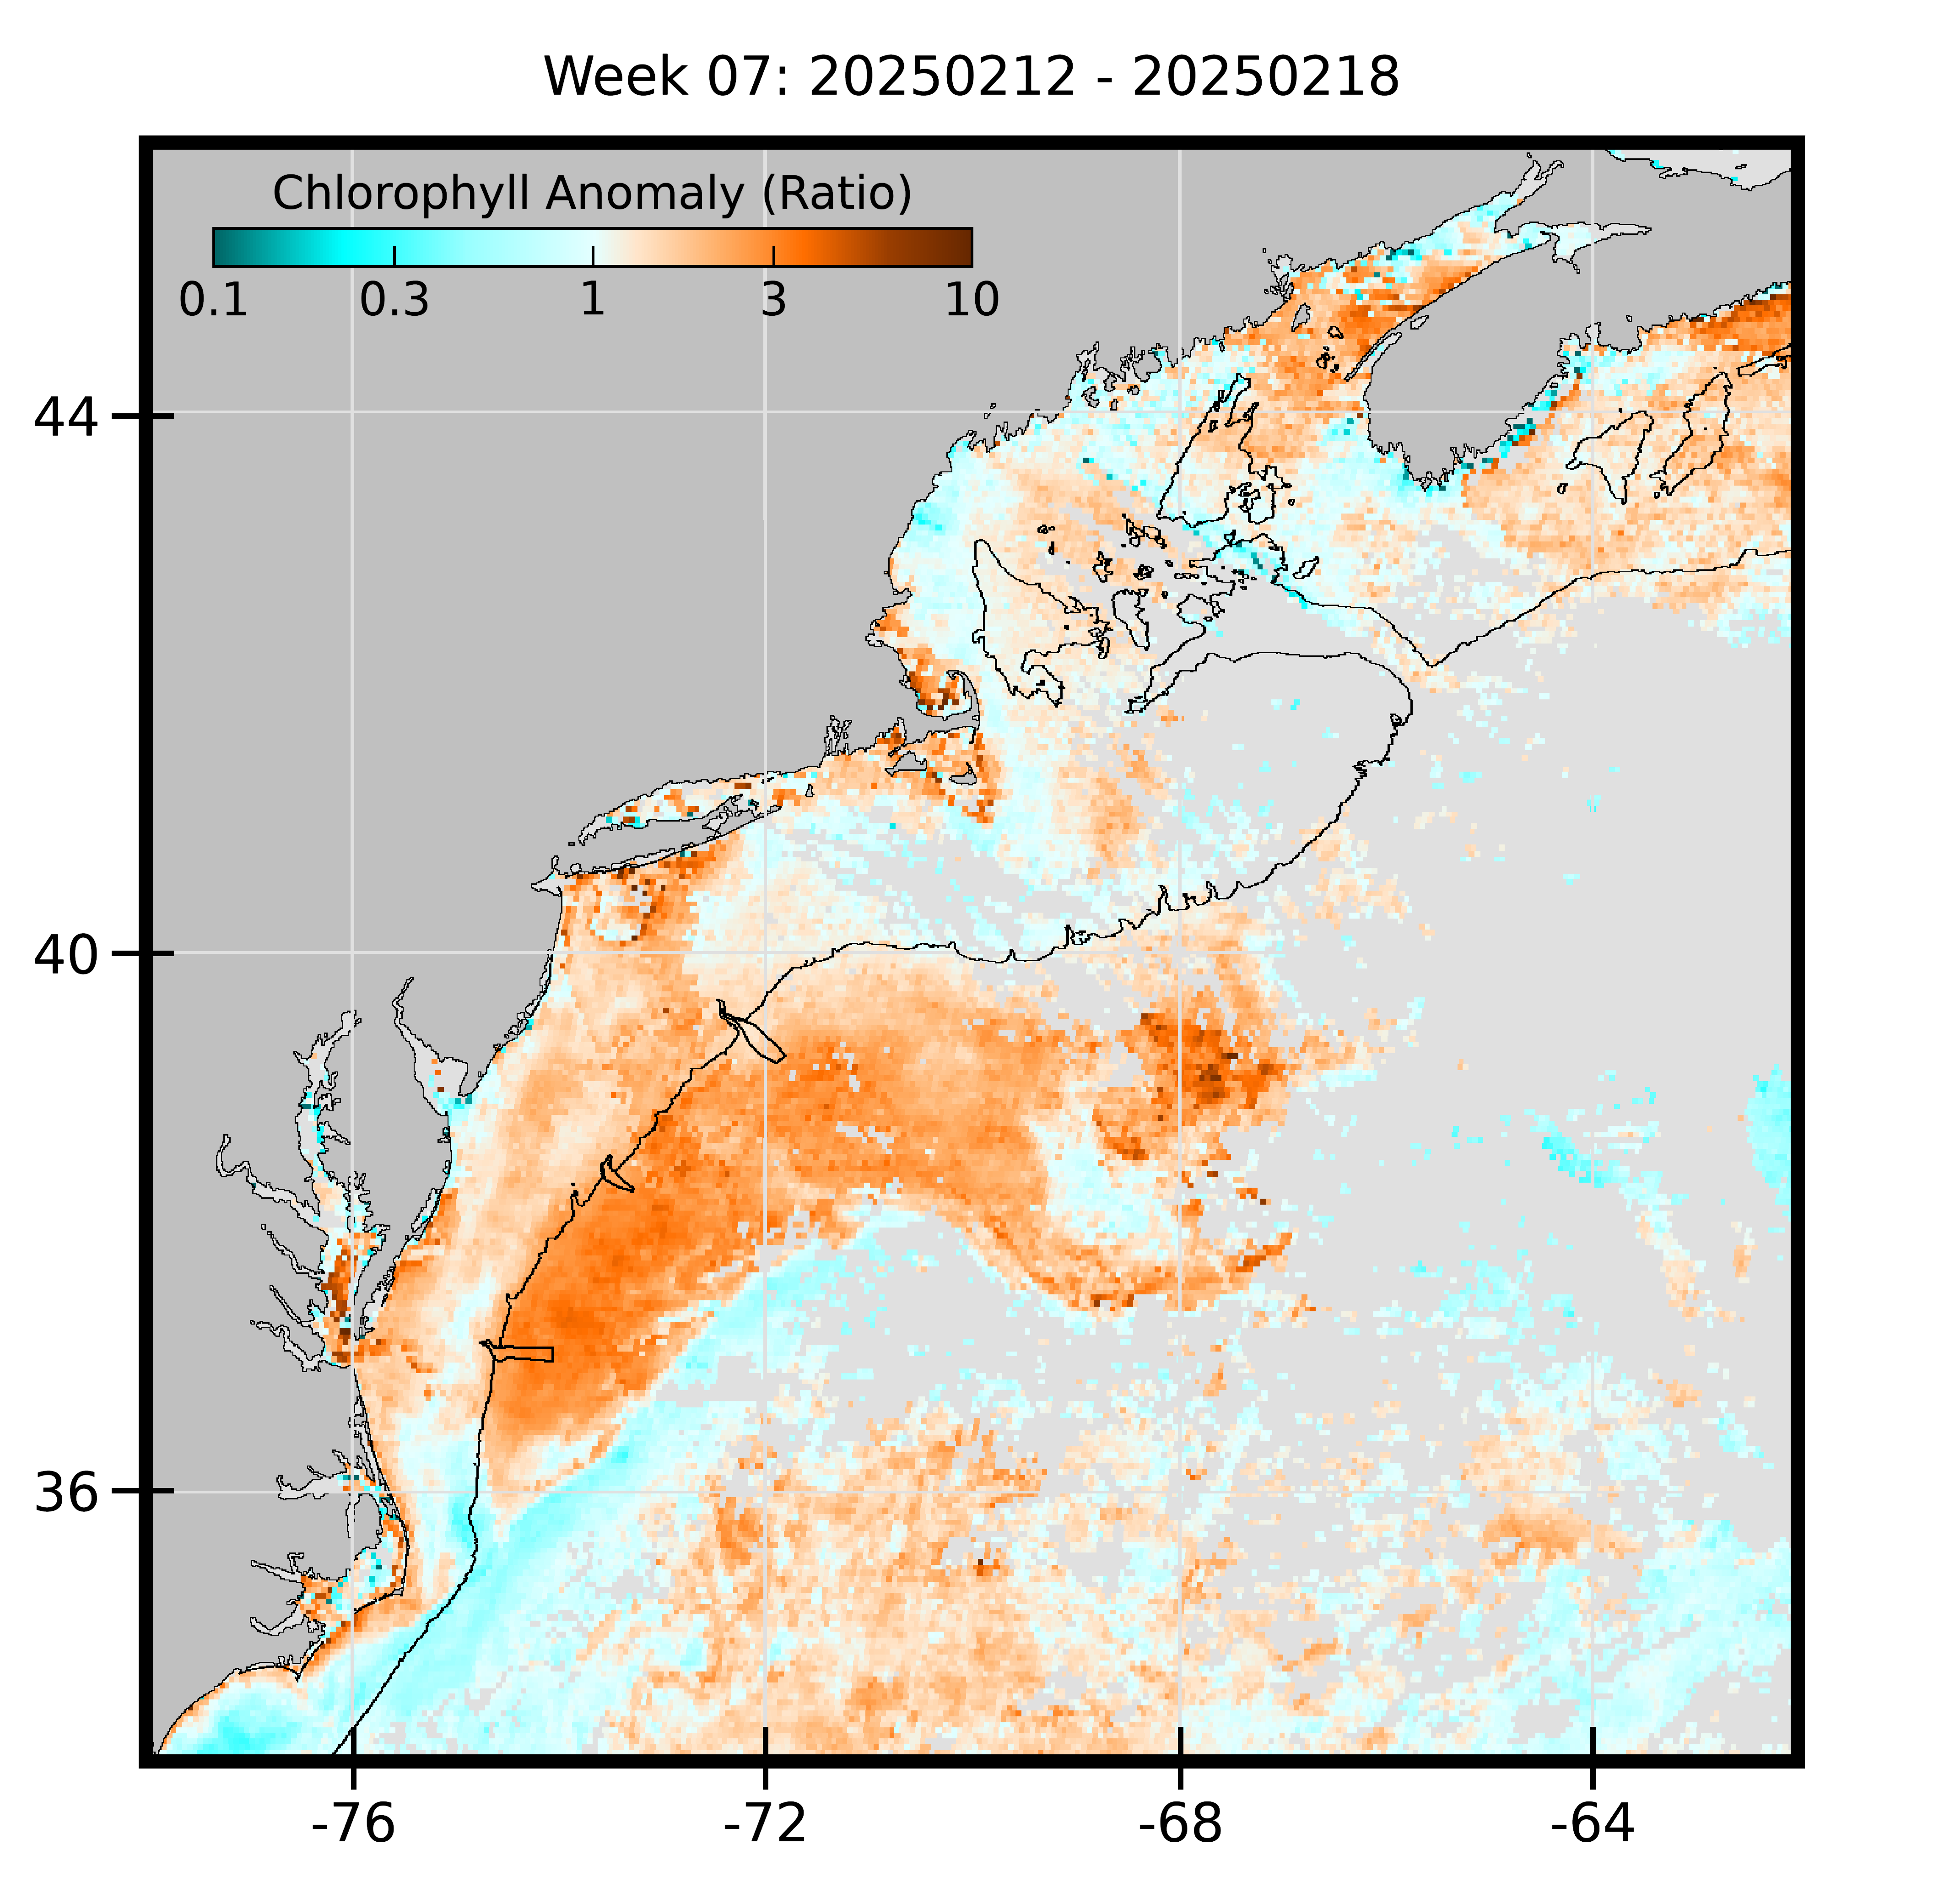 Week 07: 20250212 - 20250218
Chlorophyll Anomaly (Ratio)
0.1 0.3 1 3 10
44
40
36
-76 -72 -68 -64